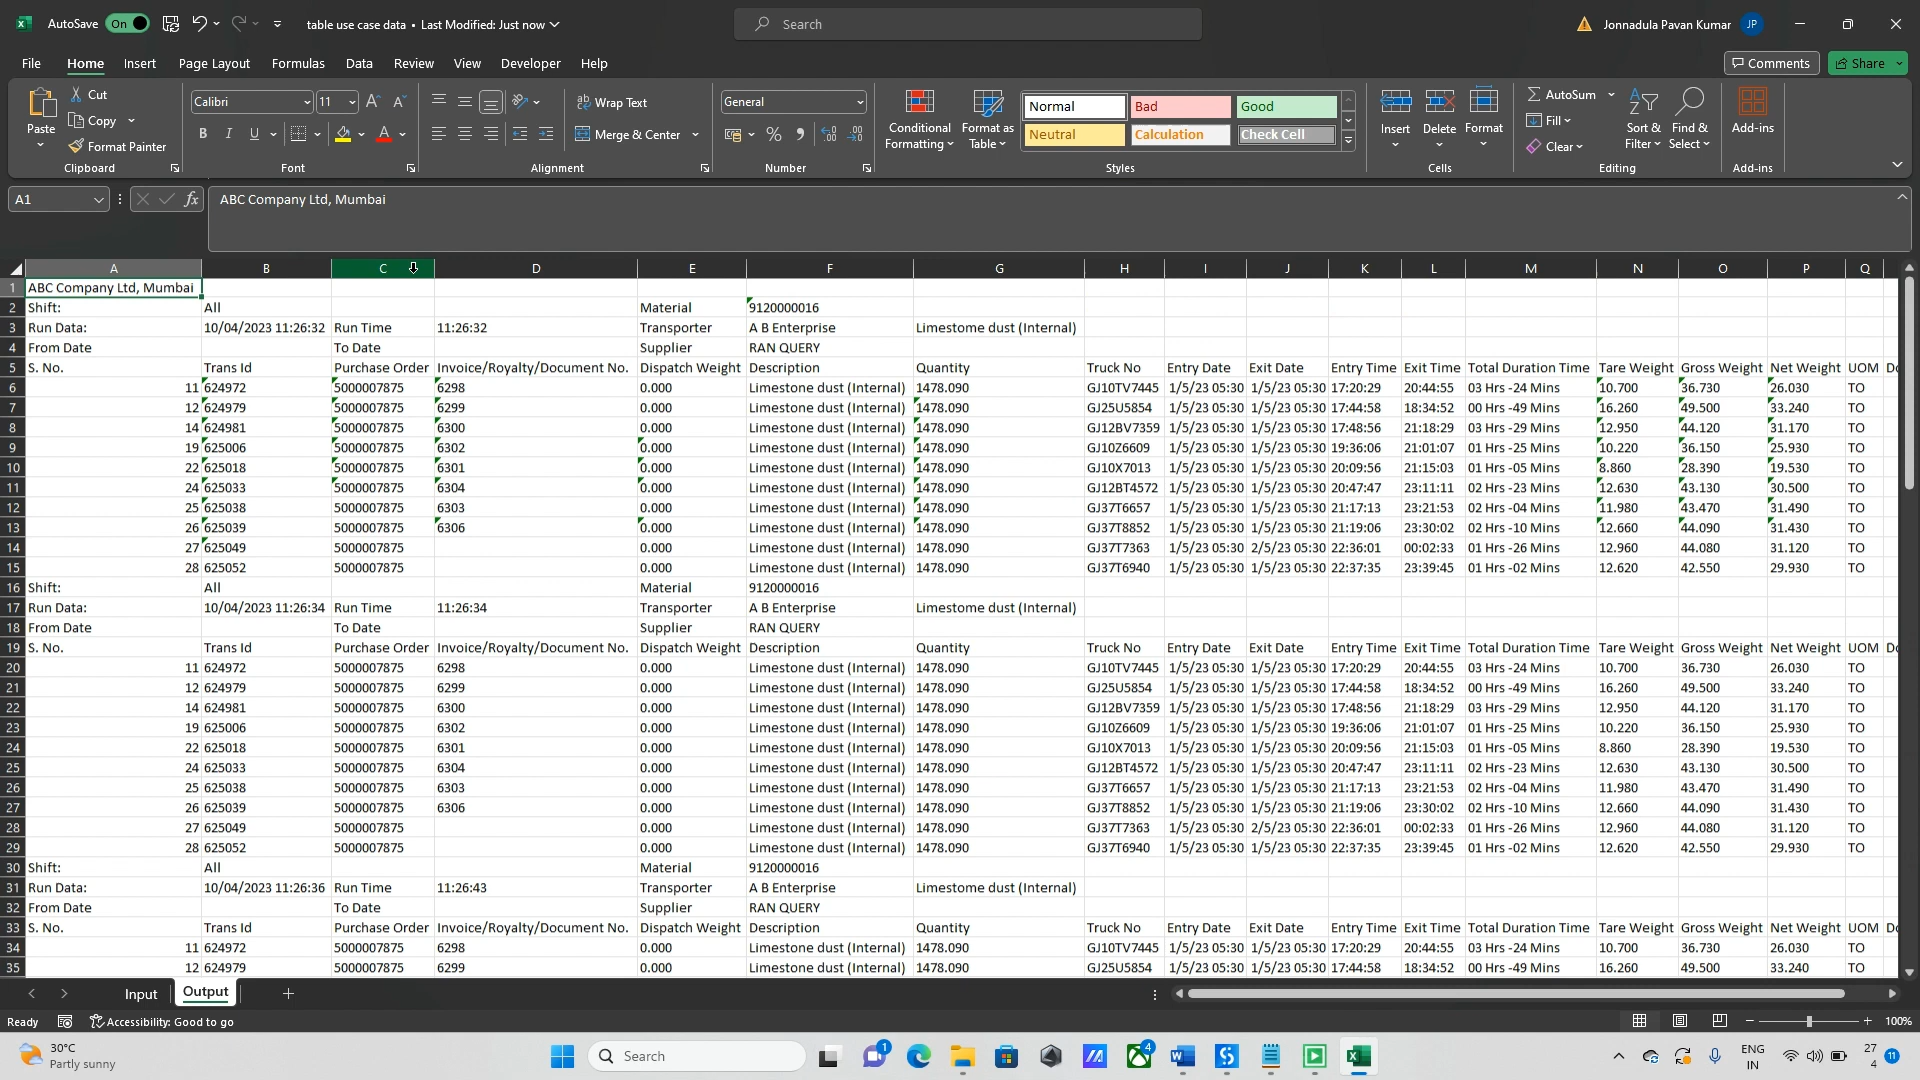 AutoSave On table use case data • Last Modified: Just now Search Jonnadula Pavan Kumar JP
File Home Insert Page Layout Formulas Data Review View Developer Help Comments Share
Paste Cut Copy Format Painter Clipboard
Calibri 11 B I U A Font
Wrap Text Merge & Center Alignment
General % Number
Conditional Formatting Format as Table Normal Bad Good Neutral Calculation Check Cell Styles
Insert Delete Format Cells
AutoSum Fill Clear Sort & Filter Find & Select Editing
Add-ins Add-ins
A1 fx ABC Company Ltd, Mumbai
A B C D E F G H I J K L M N O P Q
1 ABC Company Ltd, Mumbai
2 Shift: All Material 9120000016
3 Run Data: 10/04/2023 11:26:32 Run Time 11:26:32 Transporter A B Enterprise Limestome dust (Internal)
4 From Date To Date Supplier RAN QUERY
5 S. No. Trans Id Purchase Order Invoice/Royalty/Document No. Dispatch Weight Description Quantity Truck No Entry Date Exit Date Entry Time Exit Time Total Duration Time Tare Weight Gross Weight Net Weight UOM
6 11 624972 5000007875 6298 0.000 Limestone dust (Internal) 1478.090 GJ10TV7445 1/5/23 05:30 1/5/23 05:30 17:20:29 20:44:55 03 Hrs -24 Mins 10.700 36.730 26.030 TO
7 12 624979 5000007875 6299 0.000 Limestone dust (Internal) 1478.090 GJ25U5854 1/5/23 05:30 1/5/23 05:30 17:44:58 18:34:52 00 Hrs -49 Mins 16.260 49.500 33.240 TO
8 14 624981 5000007875 6300 0.000 Limestone dust (Internal) 1478.090 GJ12BV7359 1/5/23 05:30 1/5/23 05:30 17:48:56 21:18:29 03 Hrs -29 Mins 12.950 44.120 31.170 TO
9 19 625006 5000007875 6302 0.000 Limestone dust (Internal) 1478.090 GJ10Z6609 1/5/23 05:30 1/5/23 05:30 19:36:06 21:01:07 01 Hrs -25 Mins 10.220 36.150 25.930 TO
10 22 625018 5000007875 6301 0.000 Limestone dust (Internal) 1478.090 GJ10X7013 1/5/23 05:30 1/5/23 05:30 20:09:56 21:15:03 01 Hrs -05 Mins 8.860 28.390 19.530 TO
11 24 625033 5000007875 6304 0.000 Limestone dust (Internal) 1478.090 GJ12BT4572 1/5/23 05:30 1/5/23 05:30 20:47:47 23:11:11 02 Hrs -23 Mins 12.630 43.130 30.500 TO
12 25 625038 5000007875 6303 0.000 Limestone dust (Internal) 1478.090 GJ37T6657 1/5/23 05:30 1/5/23 05:30 21:17:13 23:21:53 02 Hrs -04 Mins 11.980 43.470 31.490 TO
13 26 625039 5000007875 6306 0.000 Limestone dust (Internal) 1478.090 GJ37T8852 1/5/23 05:30 1/5/23 05:30 21:19:06 23:30:02 02 Hrs -10 Mins 12.660 44.090 31.430 TO
14 27 625049 5000007875 0.000 Limestone dust (Internal) 1478.090 GJ37T7363 1/5/23 05:30 2/5/23 05:30 22:36:01 00:02:33 01 Hrs -26 Mins 12.960 44.080 31.120 TO
15 28 625052 5000007875 0.000 Limestone dust (Internal) 1478.090 GJ37T6940 1/5/23 05:30 1/5/23 05:30 22:37:35 23:39:45 01 Hrs -02 Mins 12.620 42.550 29.930 TO
16 Shift: All Material 9120000016
17 Run Data: 10/04/2023 11:26:34 Run Time 11:26:34 Transporter A B Enterprise Limestome dust (Internal)
18 From Date To Date Supplier RAN QUERY
19 S. No. Trans Id Purchase Order Invoice/Royalty/Document No. Dispatch Weight Description Quantity Truck No Entry Date Exit Date Entry Time Exit Time Total Duration Time Tare Weight Gross Weight Net Weight UOM
20 11 624972 5000007875 6298 0.000 Limestone dust (Internal) 1478.090 GJ10TV7445 1/5/23 05:30 1/5/23 05:30 17:20:29 20:44:55 03 Hrs -24 Mins 10.700 36.730 26.030 TO
21 12 624979 5000007875 6299 0.000 Limestone dust (Internal) 1478.090 GJ25U5854 1/5/23 05:30 1/5/23 05:30 17:44:58 18:34:52 00 Hrs -49 Mins 16.260 49.500 33.240 TO
22 14 624981 5000007875 6300 0.000 Limestone dust (Internal) 1478.090 GJ12BV7359 1/5/23 05:30 1/5/23 05:30 17:48:56 21:18:29 03 Hrs -29 Mins 12.950 44.120 31.170 TO
23 19 625006 5000007875 6302 0.000 Limestone dust (Internal) 1478.090 GJ10Z6609 1/5/23 05:30 1/5/23 05:30 19:36:06 21:01:07 01 Hrs -25 Mins 10.220 36.150 25.930 TO
24 22 625018 5000007875 6301 0.000 Limestone dust (Internal) 1478.090 GJ10X7013 1/5/23 05:30 1/5/23 05:30 20:09:56 21:15:03 01 Hrs -05 Mins 8.860 28.390 19.530 TO
25 24 625033 5000007875 6304 0.000 Limestone dust (Internal) 1478.090 GJ12BT4572 1/5/23 05:30 1/5/23 05:30 20:47:47 23:11:11 02 Hrs -23 Mins 12.630 43.130 30.500 TO
26 25 625038 5000007875 6303 0.000 Limestone dust (Internal) 1478.090 GJ37T6657 1/5/23 05:30 1/5/23 05:30 21:17:13 23:21:53 02 Hrs -04 Mins 11.980 43.470 31.490 TO
27 26 625039 5000007875 6306 0.000 Limestone dust (Internal) 1478.090 GJ37T8852 1/5/23 05:30 1/5/23 05:30 21:19:06 23:30:02 02 Hrs -10 Mins 12.660 44.090 31.430 TO
28 27 625049 5000007875 0.000 Limestone dust (Internal) 1478.090 GJ37T7363 1/5/23 05:30 2/5/23 05:30 22:36:01 00:02:33 01 Hrs -26 Mins 12.960 44.080 31.120 TO
29 28 625052 5000007875 0.000 Limestone dust (Internal) 1478.090 GJ37T6940 1/5/23 05:30 1/5/23 05:30 22:37:35 23:39:45 01 Hrs -02 Mins 12.620 42.550 29.930 TO
30 Shift: All Material 9120000016
31 Run Data: 10/04/2023 11:26:36 Run Time 11:26:43 Transporter A B Enterprise Limestome dust (Internal)
32 From Date To Date Supplier RAN QUERY
33 S. No. Trans Id Purchase Order Invoice/Royalty/Document No. Dispatch Weight Description Quantity Truck No Entry Date Exit Date Entry Time Exit Time Total Duration Time Tare Weight Gross Weight Net Weight UOM
34 11 624972 5000007875 6298 0.000 Limestone dust (Internal) 1478.090 GJ10TV7445 1/5/23 05:30 1/5/23 05:30 17:20:29 20:44:55 03 Hrs -24 Mins 10.700 36.730 26.030 TO
35 12 624979 5000007875 6299 0.000 Limestone dust (Internal) 1478.090 GJ25U5854 1/5/23 05:30 1/5/23 05:30 17:44:58 18:34:52 00 Hrs -49 Mins 16.260 49.500 33.240 TO
Input Output
Ready Accessibility: Good to go 100%
30°C Partly sunny Search 1 4 ENG IN 27 4 11